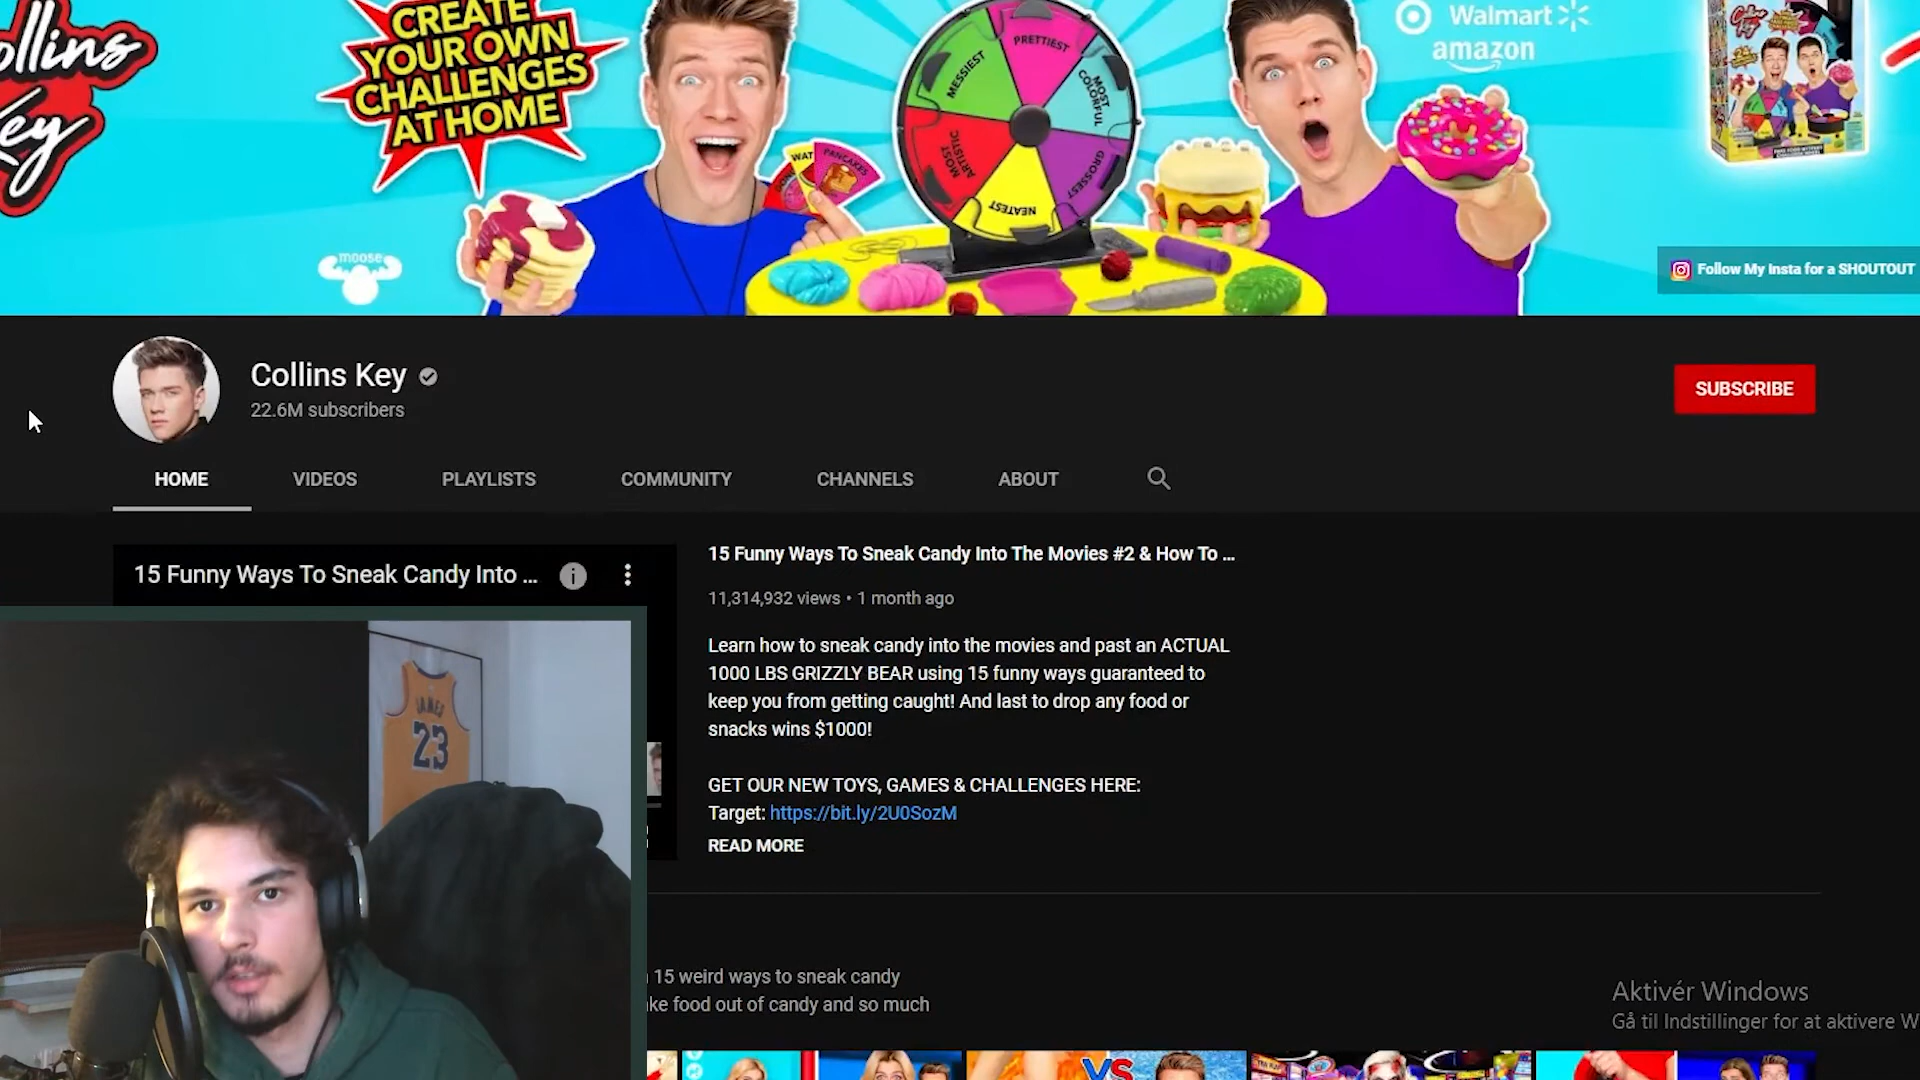 Collins
Key
CREATE
YOUR OWN
CHALLENGES
AT HOME
MESSIEST
PRETTIEST
MOST
COLORFUL
GROSSEST
NEATEST
MOST
ARTISTIC
PANCAKES
moose
Walmart
amazon
Follow My Insta for a SHOUTOUT
Collins Key
22.6M subscribers
SUBSCRIBE
HOME
VIDEOS
PLAYLISTS
COMMUNITY
CHANNELS
ABOUT
15 Funny Ways To Sneak Candy Into ...
15 Funny Ways To Sneak Candy Into The Movies #2 & How To ...
11,314,932 views • 1 month ago
Learn how to sneak candy into the movies and past an ACTUAL
1000 LBS GRIZZLY BEAR using 15 funny ways guaranteed to
keep you from getting caught! And last to drop any food or
snacks wins $1000!
GET OUR NEW TOYS, GAMES & CHALLENGES HERE:
Target: https://bit.ly/2U0SozM
READ MORE
JAMES
23
15 weird ways to sneak candy
ke food out of candy and so much
Aktivér Windows
Gå til Indstillinger for at aktivere W
VS